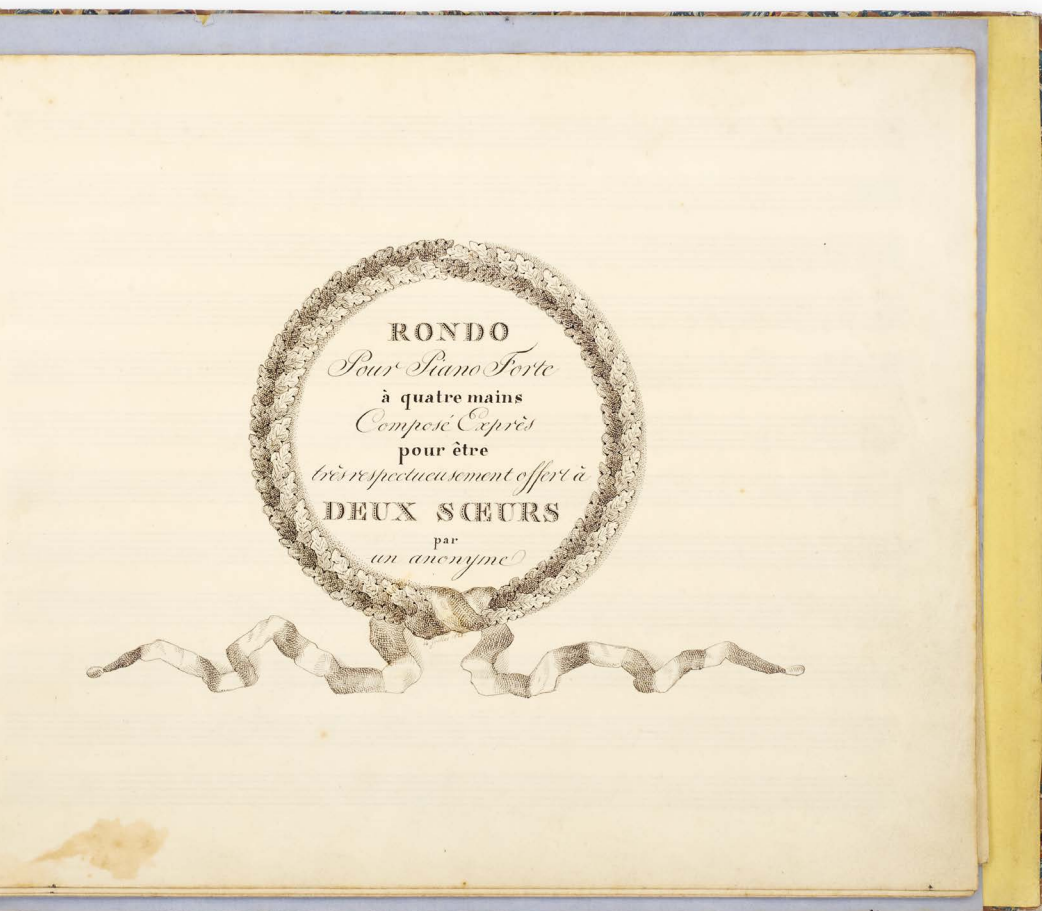 RONDO
Pour Piano Forte
à quatre mains
Composé Exprès
pour être
très respectueusement offert à
DEUX SŒURS
par
un anonyme